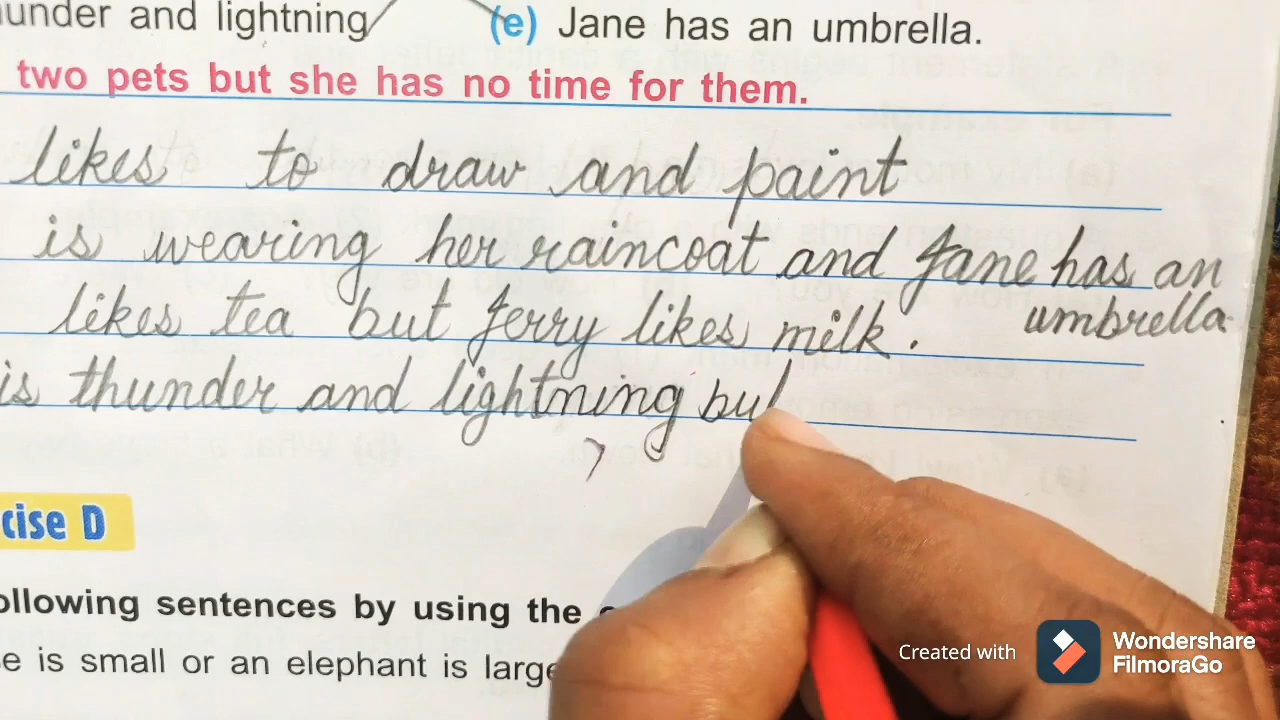 under and lightning (e) Jane has an umbrella.
two pets but she has no time for them.
likes to draw and paint
is wearing her raincoat and Jane has an
umbrella.
likes tea but Jerry likes milk.
is thunder and lightning but
cise D
ollowing sentences by using the
e is small or an elephant is large
Created with Wondershare
FilmoraGo